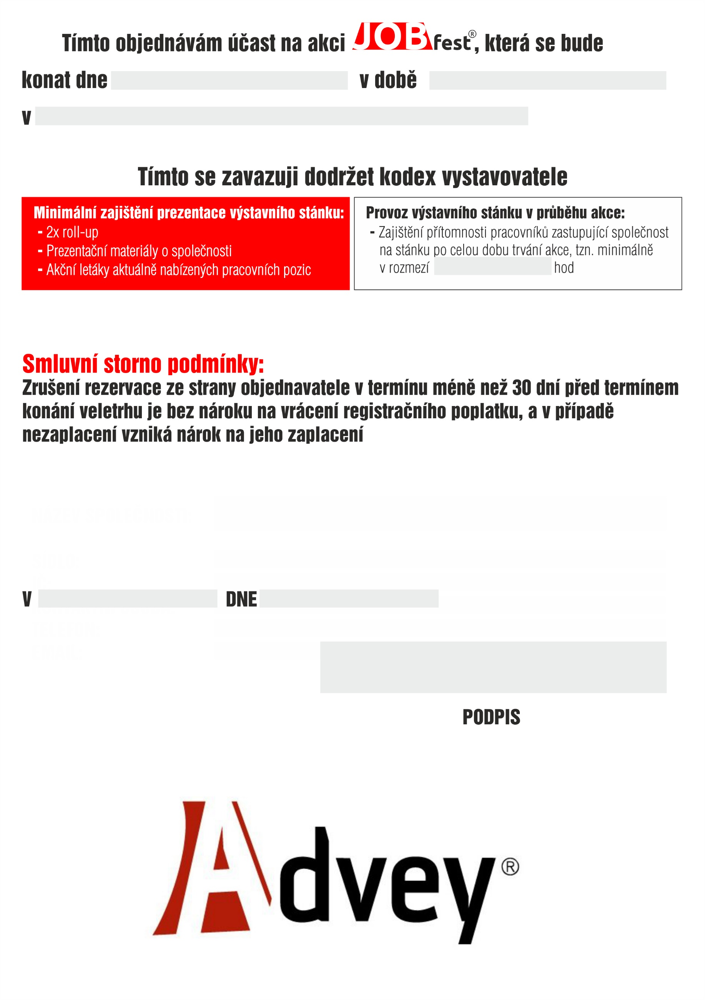 Tímto objednávám účast na akci JOBfest®, která se bude
konat dne v době
v
Tímto se zavazuji dodržet kodex vystavovatele
Minimální zajištění prezentace výstavního stánku:
- 2x roll-up
- Prezentační materiály o společnosti
- Akční letáky aktuálně nabízených pracovních pozic
Provoz výstavního stánku v průběhu akce:
- Zajištění přítomnosti pracovníků zastupující společnost
na stánku po celou dobu trvání akce, tzn. minimálně
v rozmezí hod
Smluvní storno podmínky:
Zrušení rezervace ze strany objednavatele v termínu méně než 30 dní před termínem
konání veletrhu je bez nároku na vrácení registračního poplatku, a v případě
nezaplacení vzniká nárok na jeho zaplacení
V DNE
PODPIS
Advey®